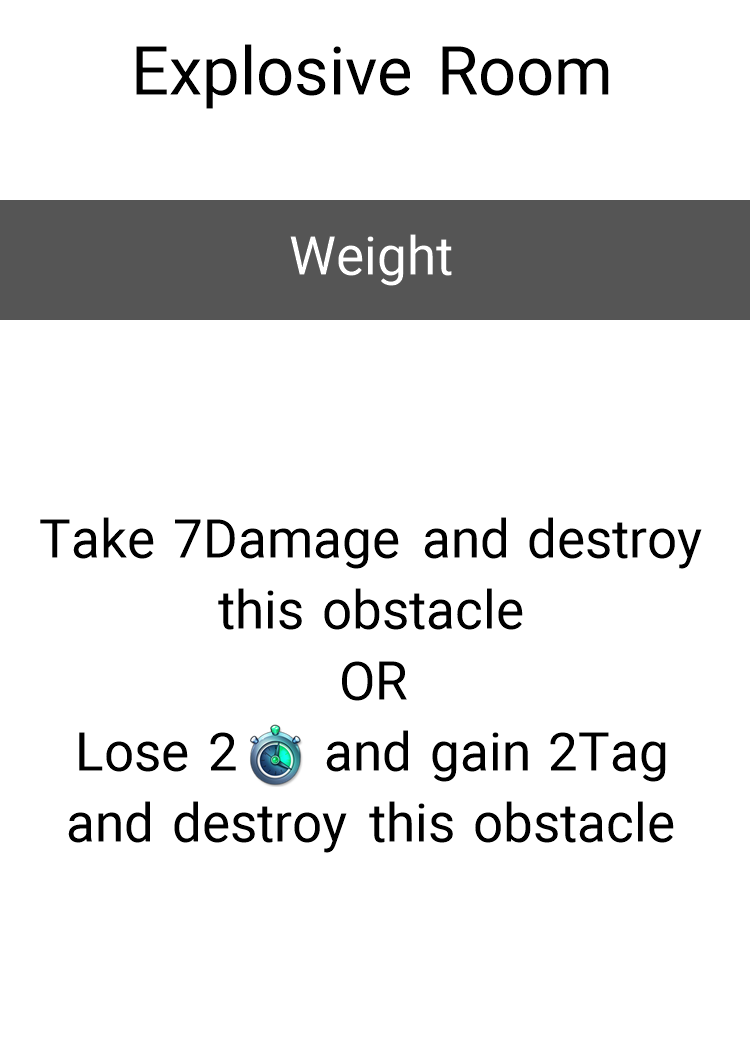 Explosive Room
Weight
Take 7Damage and destroy
this obstacle
OR
Lose 2 and gain 2Tag
and destroy this obstacle